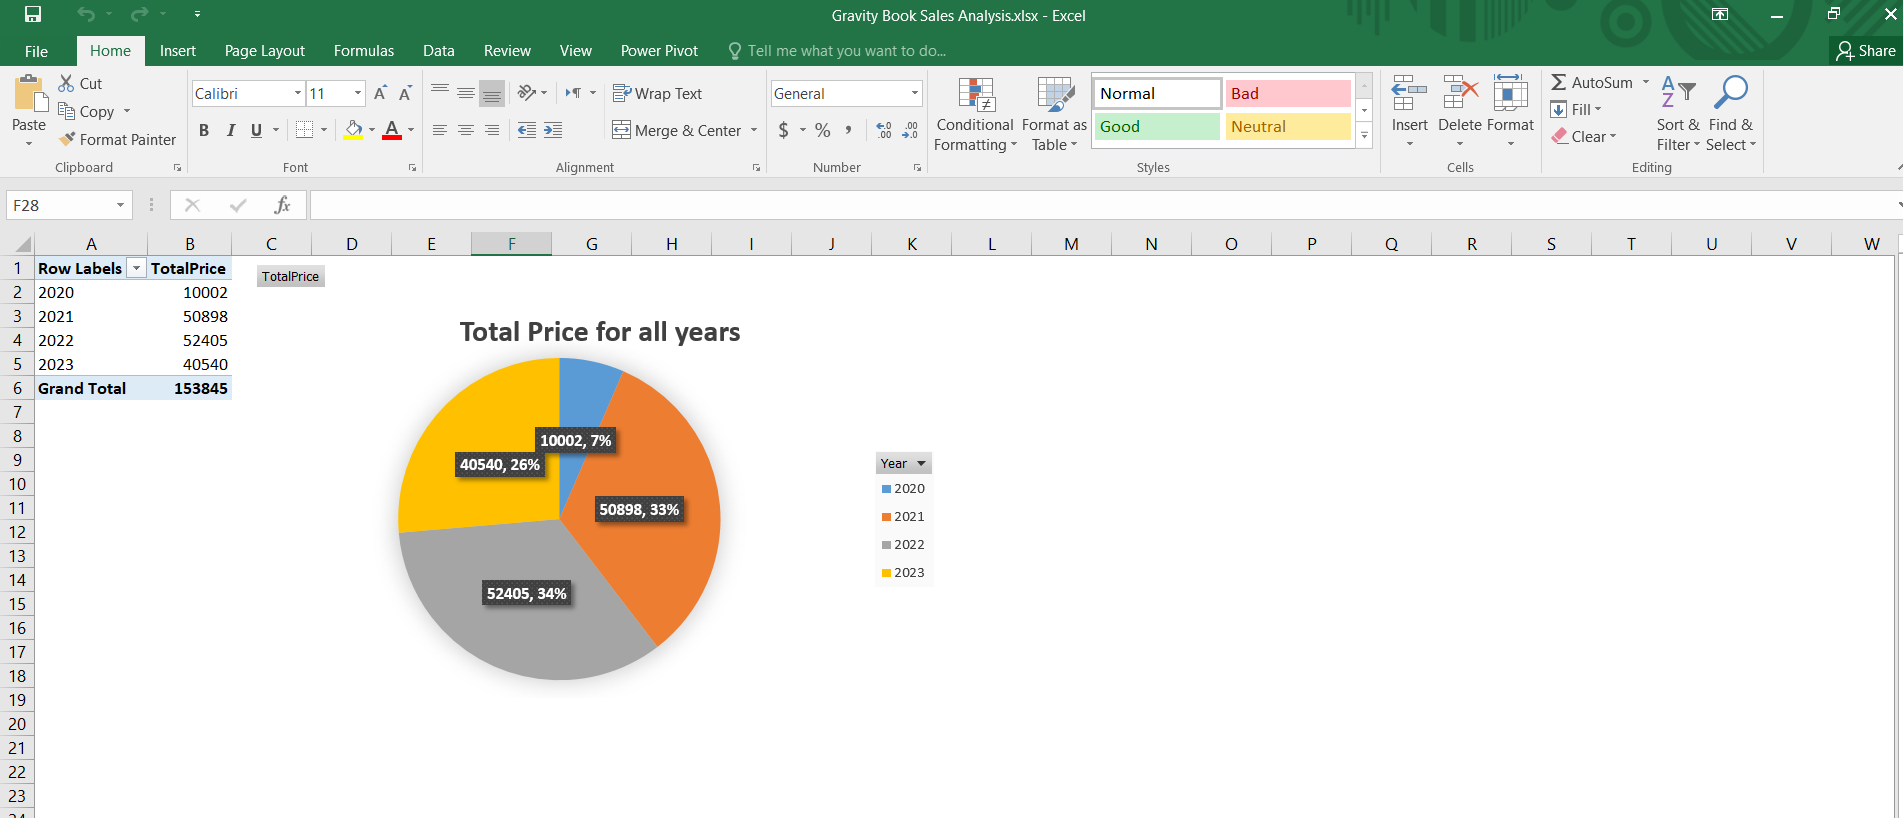 Gravity Book Sales Analysis.xlsx - Excel
File Home Insert Page Layout Formulas Data Review View Power Pivot Tell me what you want to do... Share
Paste
Cut
Copy
Format Painter
Clipboard
Calibri 11
B I U A
Font
Wrap Text
Merge & Center
Alignment
General
$ % ,
Number
Conditional Formatting
Format as Table
Normal Bad
Good Neutral
Styles
Insert Delete Format
Cells
AutoSum
Fill
Clear
Sort & Filter
Find & Select
Editing
F28 fx
A B C D E F G H I J K L M N O P Q R S T U V W
1 Row Labels TotalPrice
2 2020 10002
3 2021 50898
4 2022 52405
5 2023 40540
6 Grand Total 153845
7
8
9
10
11
12
13
14
15
16
17
18
19
20
21
22
23
24
TotalPrice
Total Price for all years
10002, 7%
40540, 26%
50898, 33%
52405, 34%
Year
2020
2021
2022
2023